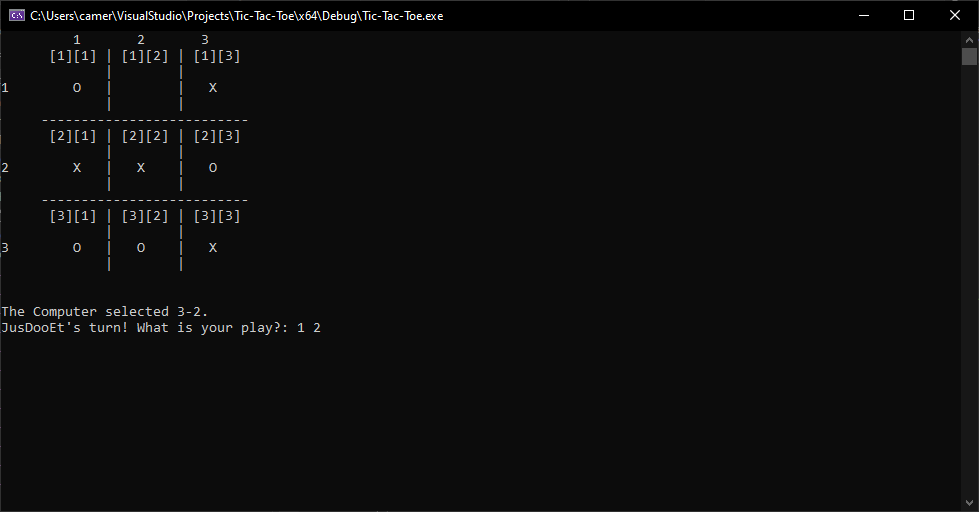 C:\Users\camer\VisualStudio\Projects\Tic-Tac-Toe\x64\Debug\Tic-Tac-Toe.exe
1 2 3
[1][1] | [1][2] | [1][3]
| |
1 O | | X
| |
--------------------------
[2][1] | [2][2] | [2][3]
| |
2 X | X | O
| |
--------------------------
[3][1] | [3][2] | [3][3]
| |
3 O | O | X
| |
The Computer selected 3-2.
JusDooEt's turn! What is your play?: 1 2